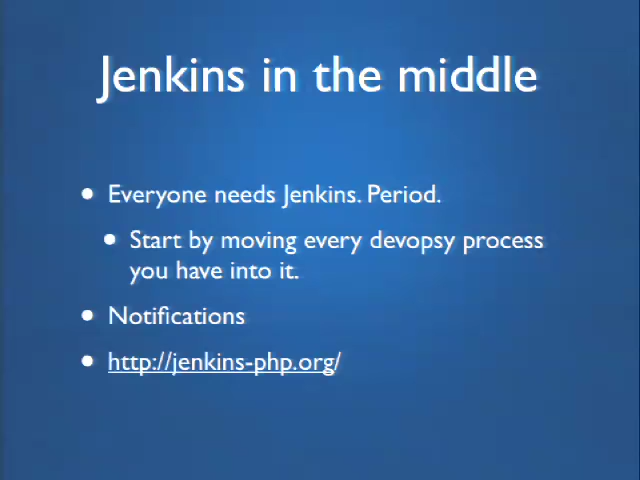 Jenkins in the middle
• Everyone needs Jenkins. Period.
• Start by moving every devopsy process
you have into it.
• Notifications
• http://jenkins-php.org/